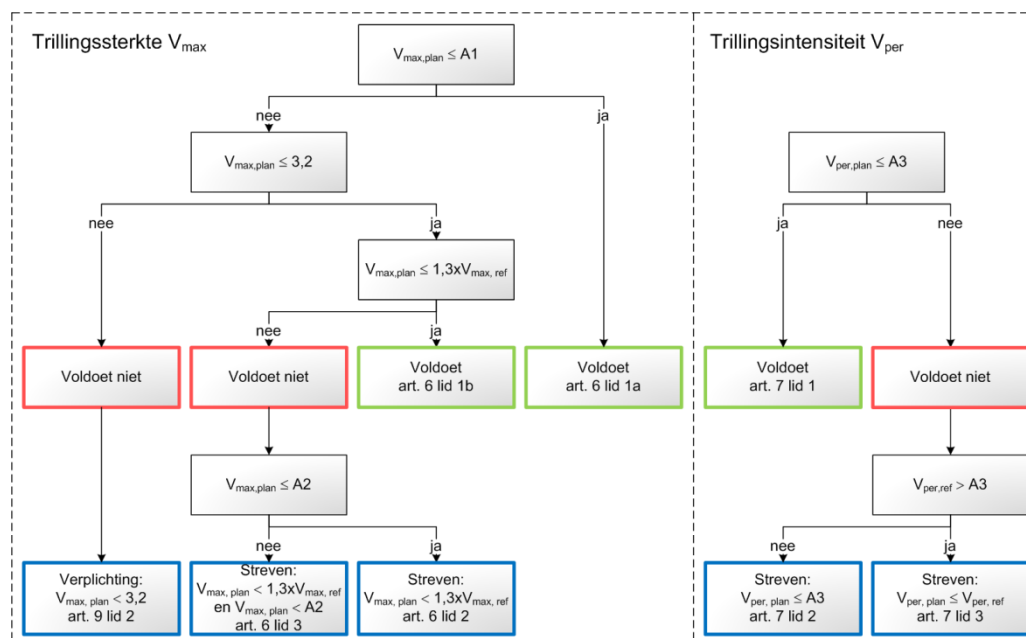 Trillingssterkte Vmax
Vmax,plan ≤ A1
nee
ja
Vmax,plan ≤ 3,2
nee
ja
Vmax,plan ≤ 1,3xVmax, ref
nee
ja
Voldoet niet
Voldoet niet
Voldoet
art. 6 lid 1b
Voldoet
art. 6 lid 1a
Vmax,plan ≤ A2
nee
ja
Verplichting:
Vmax, plan < 3,2
art. 9 lid 2
Streven:
Vmax, plan < 1,3xVmax, ref
en Vmax, plan < A2
art. 6 lid 3
Streven:
Vmax, plan < 1,3xVmax, ref
art. 6 lid 2
Trillingsintensiteit Vper
Vper,plan ≤ A3
ja
nee
Voldoet
art. 7 lid 1
Voldoet niet
Vper,ref > A3
nee
ja
Streven:
Vper, plan ≤ A3
art. 7 lid 2
Streven:
Vper, plan ≤ Vper, ref
art. 7 lid 3